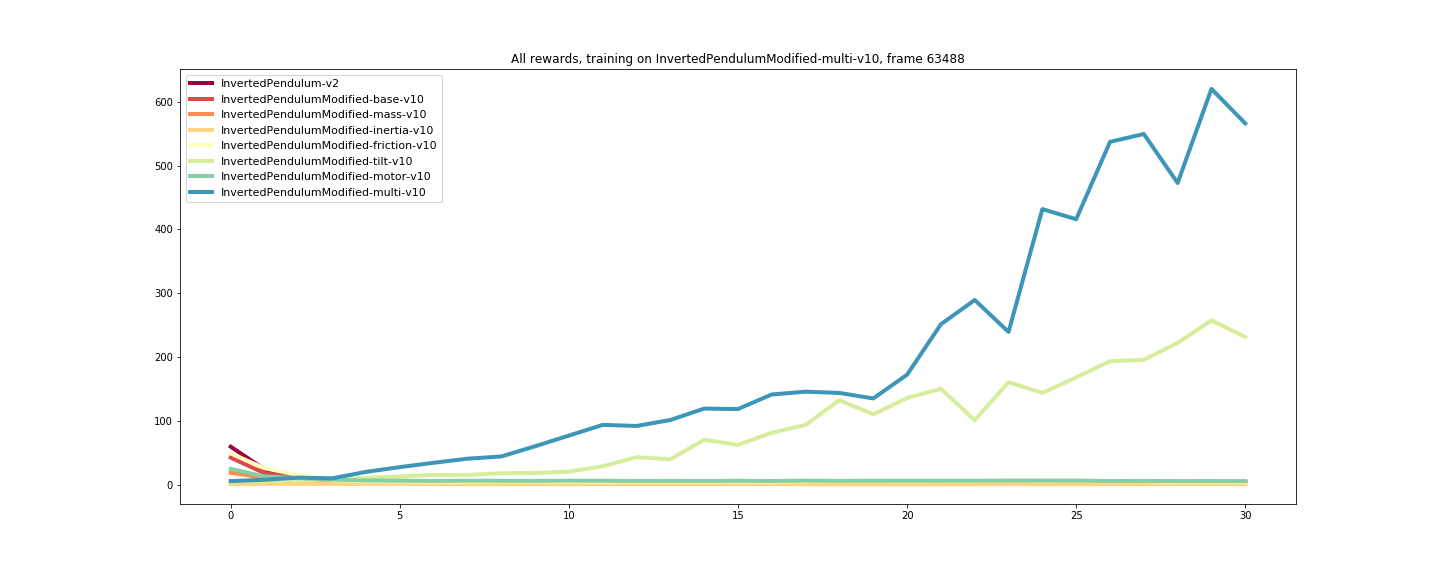 All rewards, training on InvertedPendulumModified-multi-v10, frame 63488
InvertedPendulum-v2
InvertedPendulumModified-base-v10
InvertedPendulumModified-mass-v10
InvertedPendulumModified-inertia-v10
InvertedPendulumModified-friction-v10
InvertedPendulumModified-tilt-v10
InvertedPendulumModified-motor-v10
InvertedPendulumModified-multi-v10
600
500
400
300
200
100
0
0 5 10 15 20 25 30